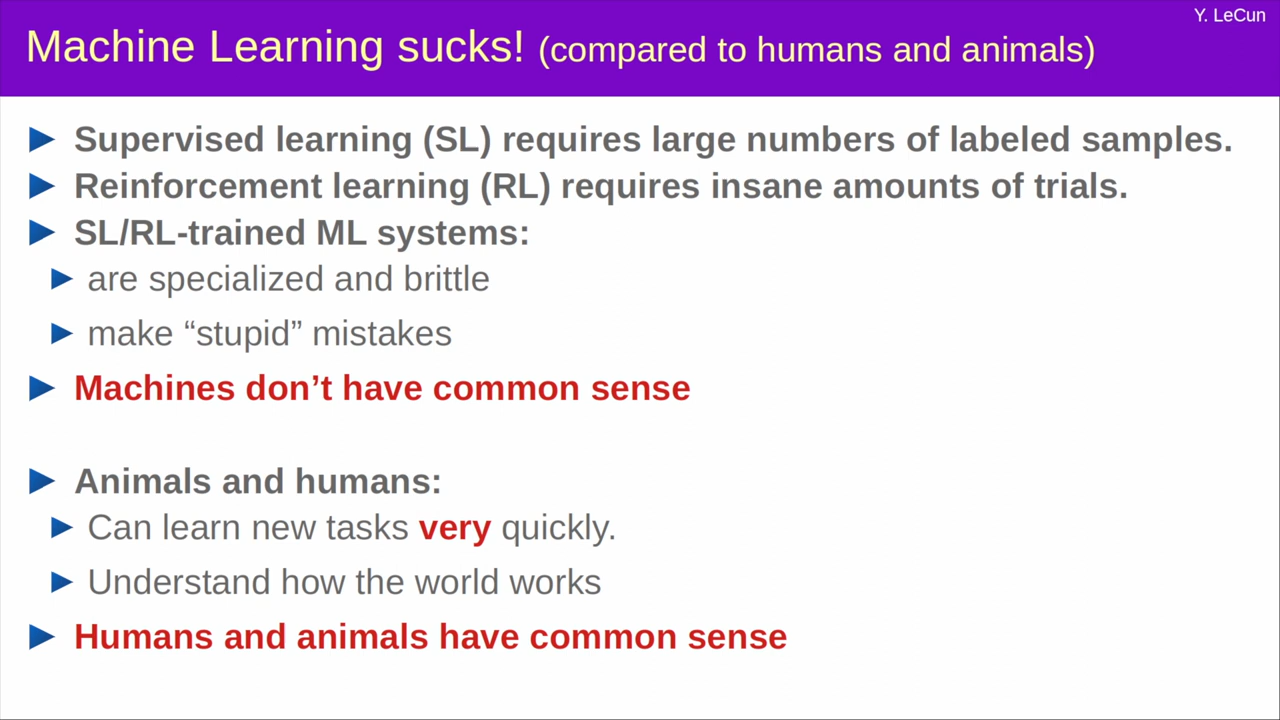 Y. LeCun
Machine Learning sucks! (compared to humans and animals)
Supervised learning (SL) requires large numbers of labeled samples.
Reinforcement learning (RL) requires insane amounts of trials.
SL/RL-trained ML systems:
are specialized and brittle
make “stupid” mistakes
Machines don’t have common sense
Animals and humans:
Can learn new tasks very quickly.
Understand how the world works
Humans and animals have common sense